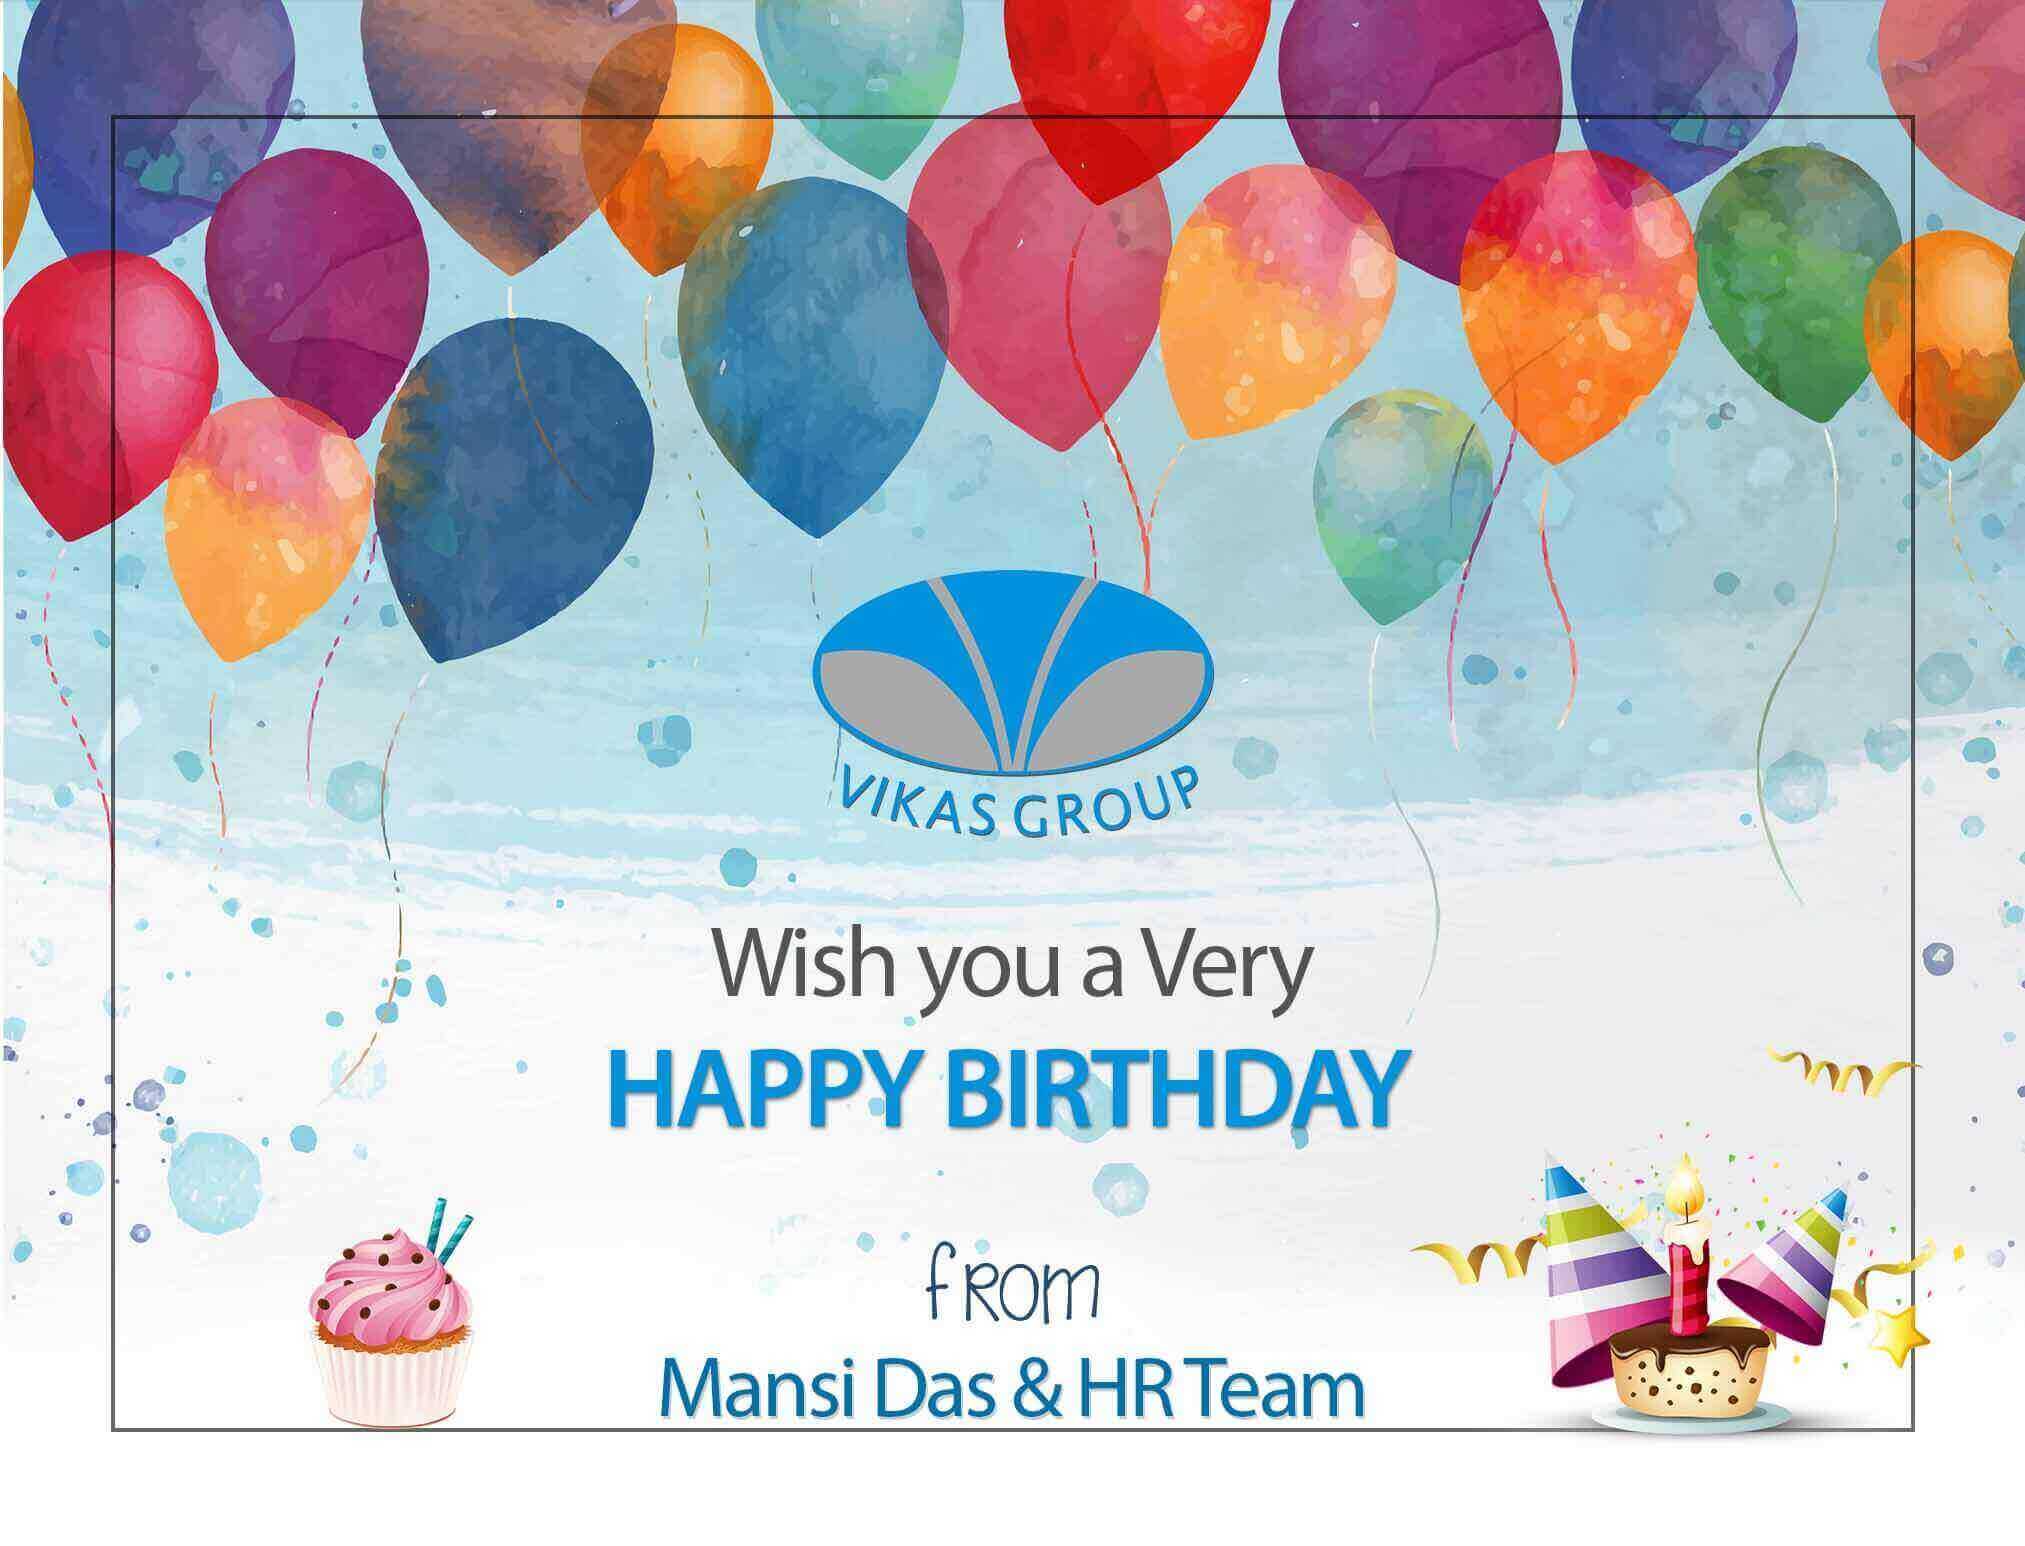 VIKAS GROUP
Wish you a Very
HAPPY BIRTHDAY
from
Mansi Das & HR Team